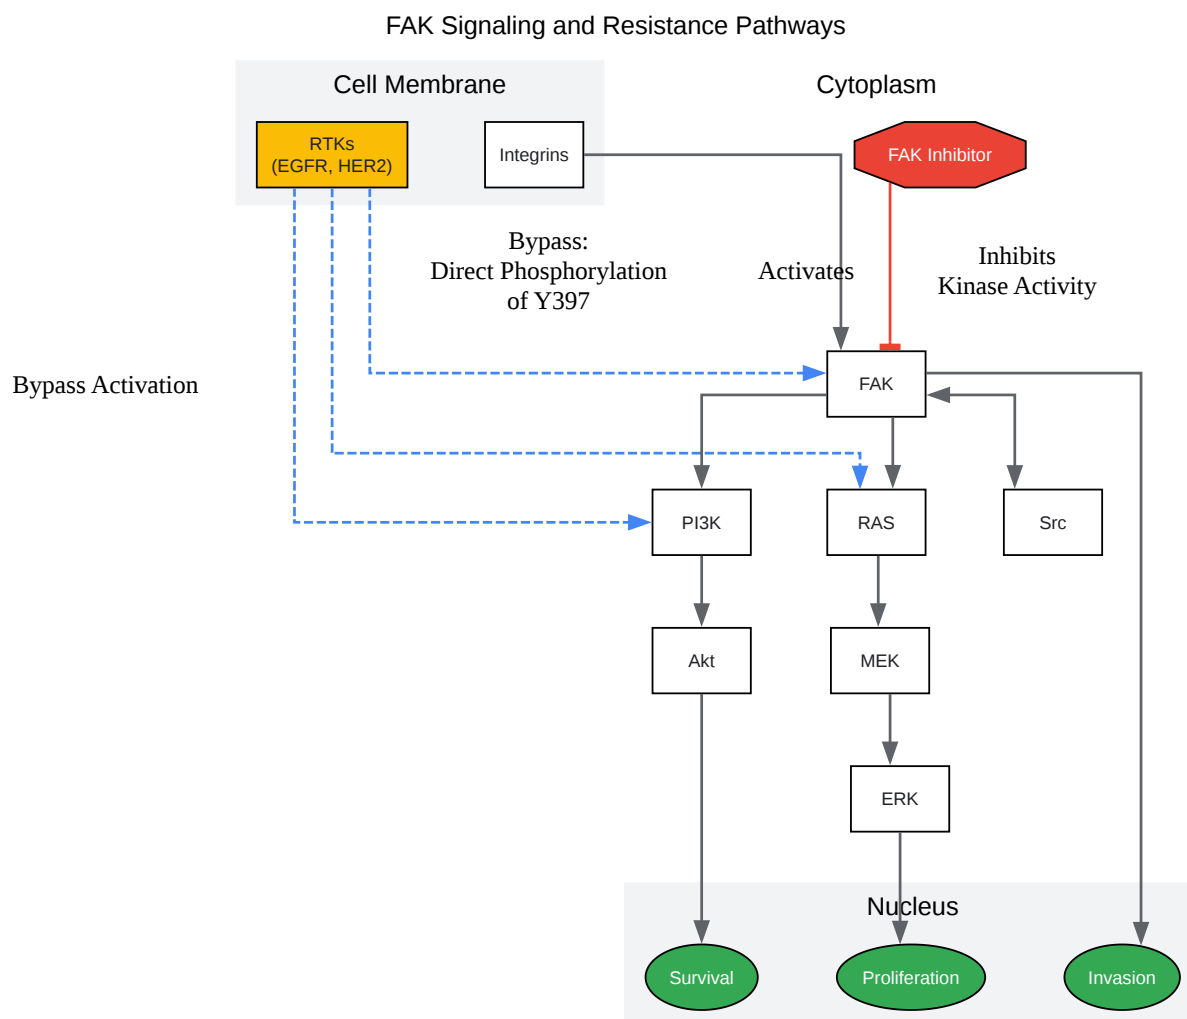 FAK Signaling and Resistance Pathways
Cell Membrane
Cytoplasm
RTKs
(EGFR, HER2)
Integrins
FAK Inhibitor
Bypass:
Direct Phosphorylation
of Y397
Activates
Inhibits
Kinase Activity
Bypass Activation
FAK
PI3K
RAS
Src
Akt
MEK
ERK
Nucleus
Survival
Proliferation
Invasion